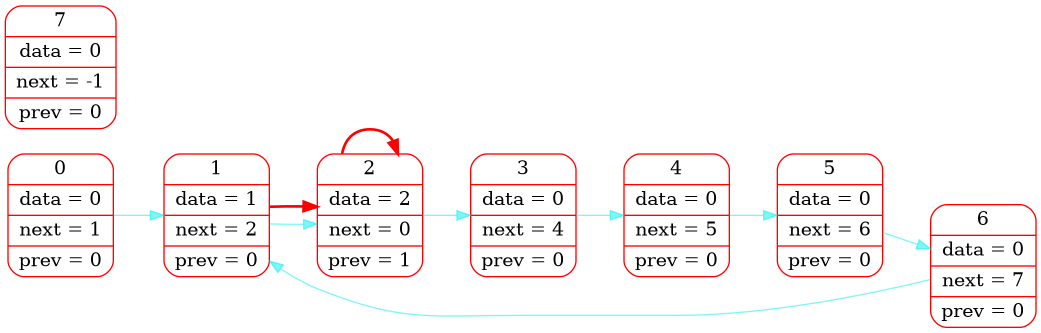 7
data = 0
next = -1
prev = 0
0
data = 0
next = 1
prev = 0
1
data = 1
next = 2
prev = 0
2
data = 2
next = 0
prev = 1
3
data = 0
next = 4
prev = 0
4
data = 0
next = 5
prev = 0
5
data = 0
next = 6
prev = 0
6
data = 0
next = 7
prev = 0